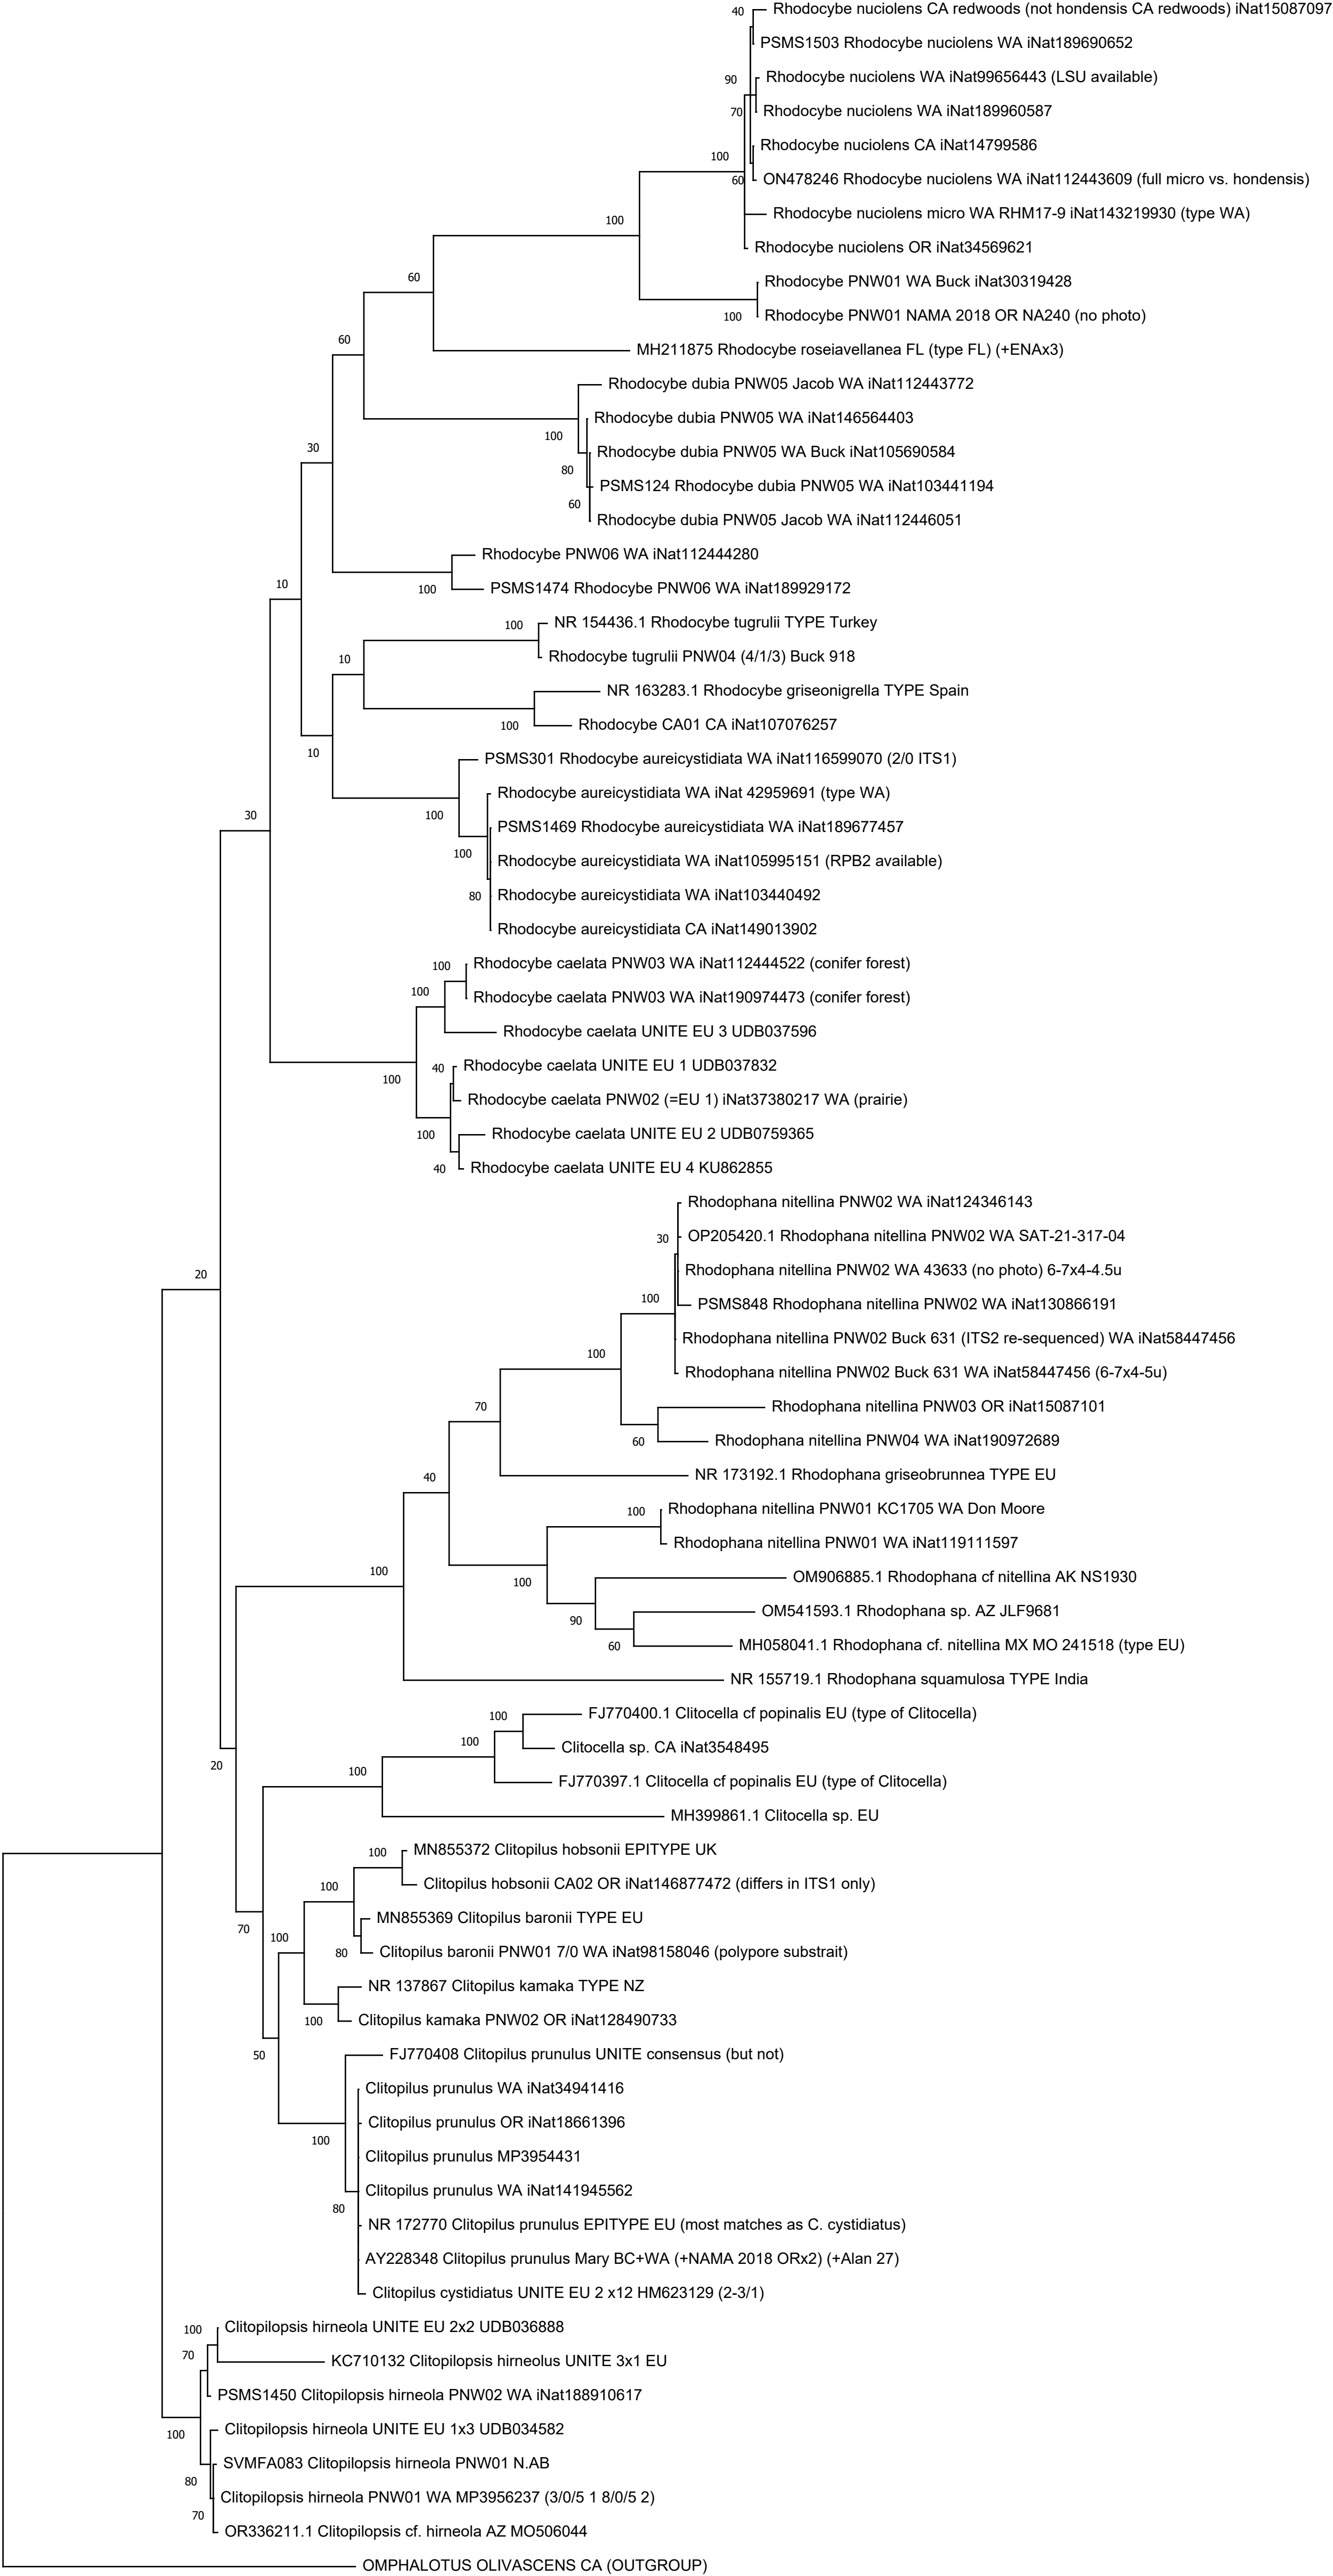 40
Rhodocybe nuciolens CA redwoods (not hondensis CA redwoods) iNat15087097
PSMS1503 Rhodocybe nuciolens WA iNat189690652
90
Rhodocybe nuciolens WA iNat99656443 (LSU available)
70
Rhodocybe nuciolens WA iNat189960587
Rhodocybe nuciolens CA iNat14799586
100
60
ON478246 Rhodocybe nuciolens WA iNat112443609 (full micro vs. hondensis)
Rhodocybe nuciolens micro WA RHM17-9 iNat143219930 (type WA)
100
Rhodocybe nuciolens OR iNat34569621
60
Rhodocybe PNW01 WA Buck iNat30319428
100
Rhodocybe PNW01 NAMA 2018 OR NA240 (no photo)
60
MH211875 Rhodocybe roseiavellanea FL (type FL) (+ENAx3)
Rhodocybe dubia PNW05 Jacob WA iNat112443772
Rhodocybe dubia PNW05 WA iNat146564403
100
30
Rhodocybe dubia PNW05 WA Buck iNat105690584
80
PSMS124 Rhodocybe dubia PNW05 WA iNat103441194
60
Rhodocybe dubia PNW05 Jacob WA iNat112446051
Rhodocybe PNW06 WA iNat112444280
10
100
PSMS1474 Rhodocybe PNW06 WA iNat189929172
100
NR 154436.1 Rhodocybe tugrulii TYPE Turkey
10
Rhodocybe tugrulii PNW04 (4/1/3) Buck 918
NR 163283.1 Rhodocybe griseonigrella TYPE Spain
100
Rhodocybe CA01 CA iNat107076257
10
PSMS301 Rhodocybe aureicystidiata WA iNat116599070 (2/0 ITS1)
Rhodocybe aureicystidiata WA iNat 42959691 (type WA)
30
100
PSMS1469 Rhodocybe aureicystidiata WA iNat189677457
100
Rhodocybe aureicystidiata WA iNat105995151 (RPB2 available)
80
Rhodocybe aureicystidiata WA iNat103440492
Rhodocybe aureicystidiata CA iNat149013902
100
Rhodocybe caelata PNW03 WA iNat112444522 (conifer forest)
100
Rhodocybe caelata PNW03 WA iNat190974473 (conifer forest)
Rhodocybe caelata UNITE EU 3 UDB037596
40
Rhodocybe caelata UNITE EU 1 UDB037832
100
Rhodocybe caelata PNW02 (=EU 1) iNat37380217 WA (prairie)
100
Rhodocybe caelata UNITE EU 2 UDB0759365
40
Rhodocybe caelata UNITE EU 4 KU862855
Rhodophana nitellina PNW02 WA iNat124346143
30
OP205420.1 Rhodophana nitellina PNW02 WA SAT-21-317-04
20
Rhodophana nitellina PNW02 WA 43633 (no photo) 6-7x4-4.5u
100
PSMS848 Rhodophana nitellina PNW02 WA iNat130866191
Rhodophana nitellina PNW02 Buck 631 (ITS2 re-sequenced) WA iNat58447456
100
Rhodophana nitellina PNW02 Buck 631 WA iNat58447456 (6-7x4-5u)
70
Rhodophana nitellina PNW03 OR iNat15087101
60
Rhodophana nitellina PNW04 WA iNat190972689
40
NR 173192.1 Rhodophana griseobrunnea TYPE EU
100
Rhodophana nitellina PNW01 KC1705 WA Don Moore
Rhodophana nitellina PNW01 WA iNat119111597
100
100
OM906885.1 Rhodophana cf nitellina AK NS1930
90
OM541593.1 Rhodophana sp. AZ JLF9681
60
MH058041.1 Rhodophana cf. nitellina MX MO 241518 (type EU)
NR 155719.1 Rhodophana squamulosa TYPE India
100
FJ770400.1 Clitocella cf popinalis EU (type of Clitocella)
100
Clitocella sp. CA iNat3548495
20
100
FJ770397.1 Clitocella cf popinalis EU (type of Clitocella)
MH399861.1 Clitocella sp. EU
100
MN855372 Clitopilus hobsonii EPITYPE UK
100
Clitopilus hobsonii CA02 OR iNat146877472 (differs in ITS1 only)
70
MN855369 Clitopilus baronii TYPE EU
100
80
Clitopilus baronii PNW01 7/0 WA iNat98158046 (polypore substrait)
NR 137867 Clitopilus kamaka TYPE NZ
100
Clitopilus kamaka PNW02 OR iNat128490733
50
FJ770408 Clitopilus prunulus UNITE consensus (but not)
Clitopilus prunulus WA iNat34941416
Clitopilus prunulus OR iNat18661396
100
Clitopilus prunulus MP3954431
Clitopilus prunulus WA iNat141945562
80
NR 172770 Clitopilus prunulus EPITYPE EU (most matches as C. cystidiatus)
AY228348 Clitopilus prunulus Mary BC+WA (+NAMA 2018 ORx2) (+Alan 27)
Clitopilus cystidiatus UNITE EU 2 x12 HM623129 (2-3/1)
100
Clitopilopsis hirneola UNITE EU 2x2 UDB036888
70
KC710132 Clitopilopsis hirneolus UNITE 3x1 EU
PSMS1450 Clitopilopsis hirneola PNW02 WA iNat188910617
100
Clitopilopsis hirneola UNITE EU 1x3 UDB034582
SVMFA083 Clitopilopsis hirneola PNW01 N.AB
80
Clitopilopsis hirneola PNW01 WA MP3956237 (3/0/5 1 8/0/5 2)
70
OR336211.1 Clitopilopsis cf. hirneola AZ MO506044
OMPHALOTUS OLIVASCENS CA (OUTGROUP)